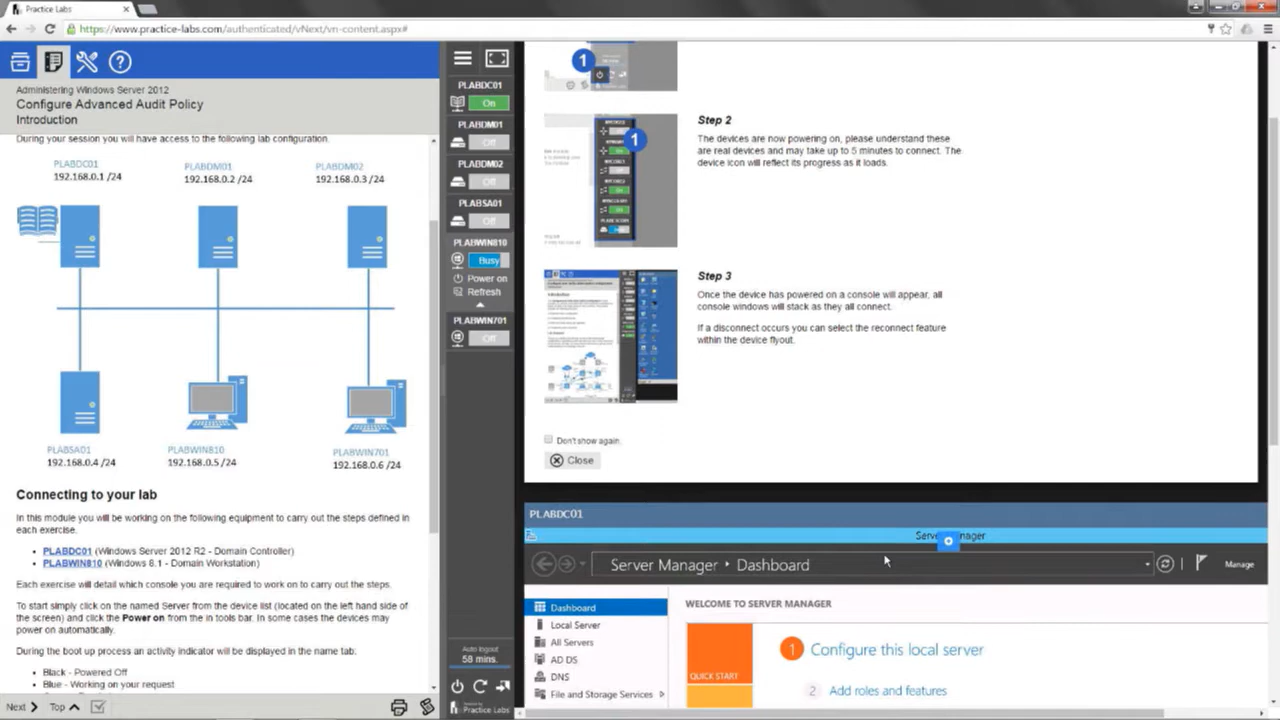 Practice Labs
https://www.practice-labs.com/authenticated/vNext/vn-content.aspx#
Administering Windows Server 2012
Configure Advanced Audit Policy
Introduction
During your session you will have access to the following lab configuration.
PLABDC01
192.168.0.1 /24
PLABDM01
192.168.0.2 /24
PLABDM02
192.168.0.3 /24
PLABSA01
192.168.0.4 /24
PLABWIN810
192.168.0.5 /24
PLABWIN701
192.168.0.6 /24
Connecting to your lab
In this module you will be working on the following equipment to carry out the steps defined in
each exercise.
PLABDC01 (Windows Server 2012 R2 - Domain Controller)
PLABWIN810 (Windows 8.1 - Domain Workstation)
Each exercise will detail which console you are required to work on to carry out the steps.
To start simply click on the named Server from the device list (located on the left hand side of
the screen) and click the Power on from the in tools bar. In some cases the devices may
power on automatically.
During the boot up process an activity indicator will be displayed in the name tab:
Black - Powered Off
Blue - Working on your request
Next
Top
PLABDC01
On
PLABDM01
Off
PLABDM02
Off
PLABSA01
Off
PLABWIN810
Busy
Power on
Refresh
PLABWIN701
Off
Auto logout
58 mins.
Practice Labs
1
1
Step 2
The devices are now powering on, please understand these
are real devices and may take up to 5 minutes to connect. The
device icon will reflect its progress as it loads.
Step 3
Once the device has powered on a console will appear, all
console windows will stack as they all connect.
If a disconnect occurs you can select the reconnect feature
within the device flyout.
Don't show again.
Close
PLABDC01
Server Manager
Server Manager • Dashboard
Manage
Dashboard
Local Server
All Servers
AD DS
DNS
File and Storage Services
WELCOME TO SERVER MANAGER
QUICK START
1 Configure this local server
2 Add roles and features